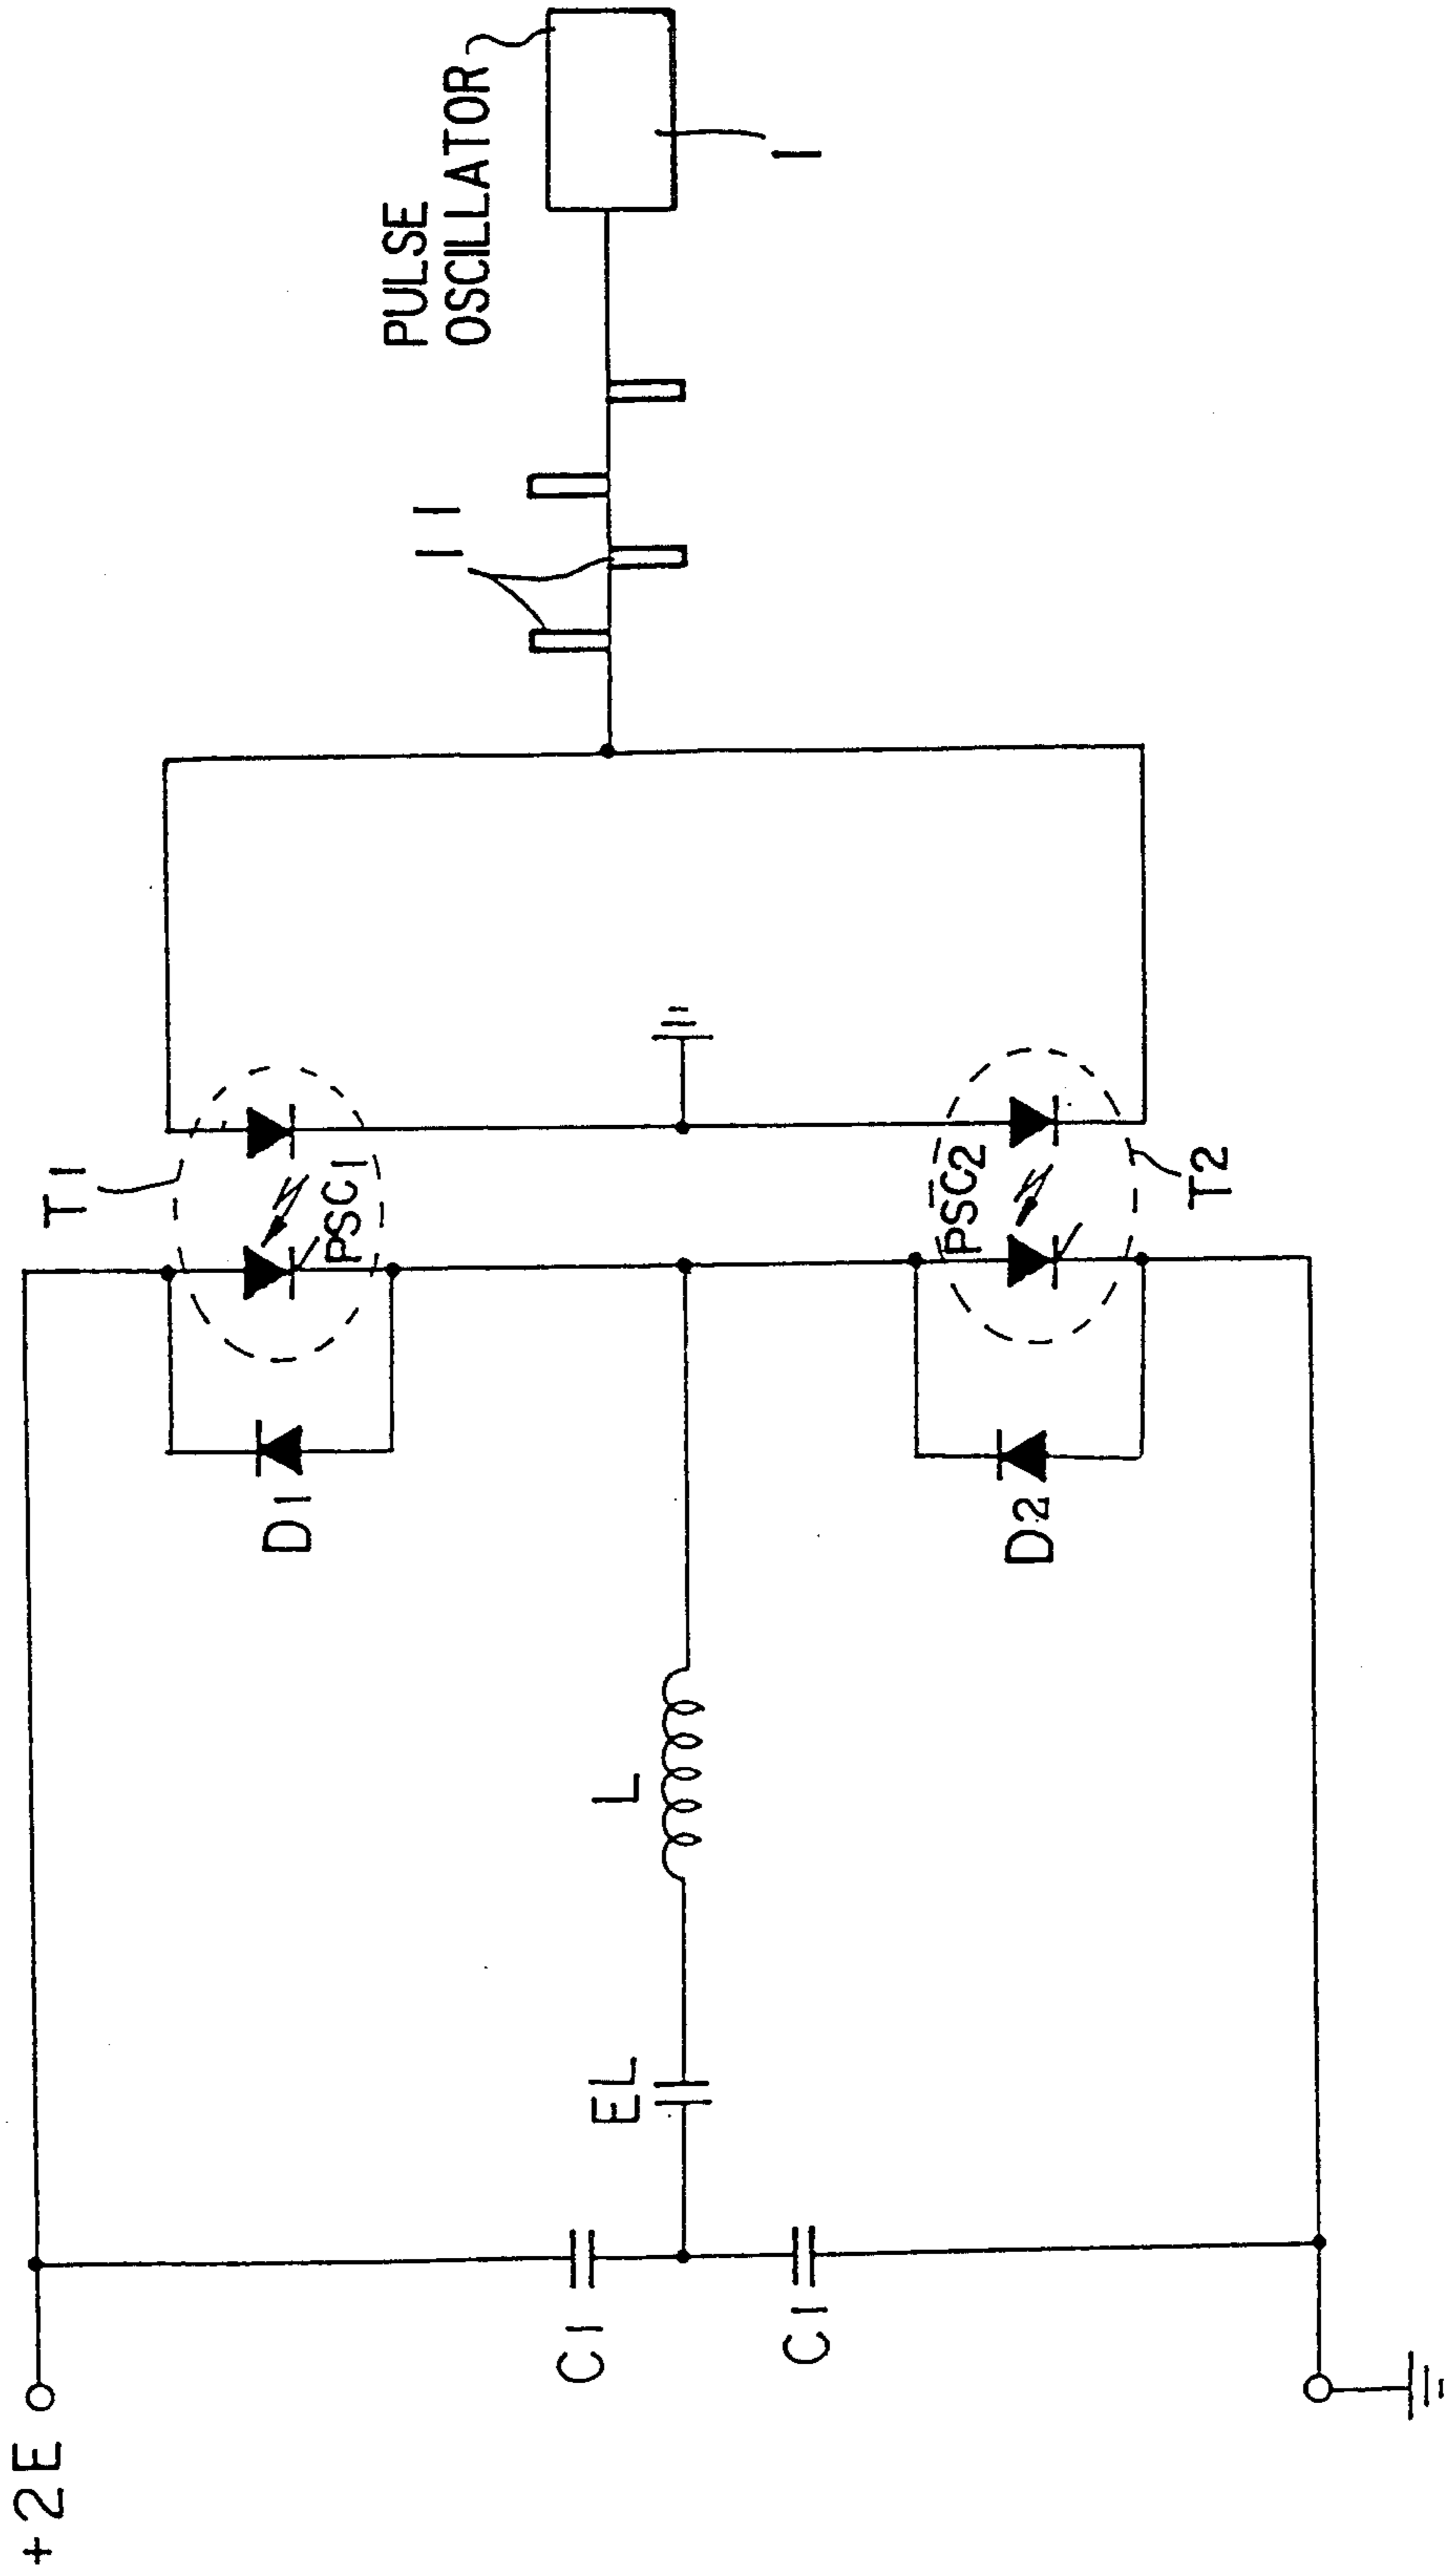 +2E
C1
C1
EL
L
D1
D2
T1
PSC1
PSC2
T2
11
PULSE
OSCILLATOR
1